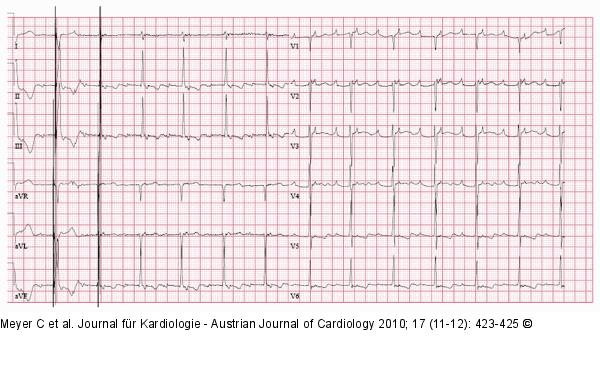 I V1
II V2
III V3
aVR V4
aVL V5
aVF V6
Meyer C et al. Journal für Kardiologie - Austrian Journal of Cardiology 2010; 17 (11-12): 423-425 ©